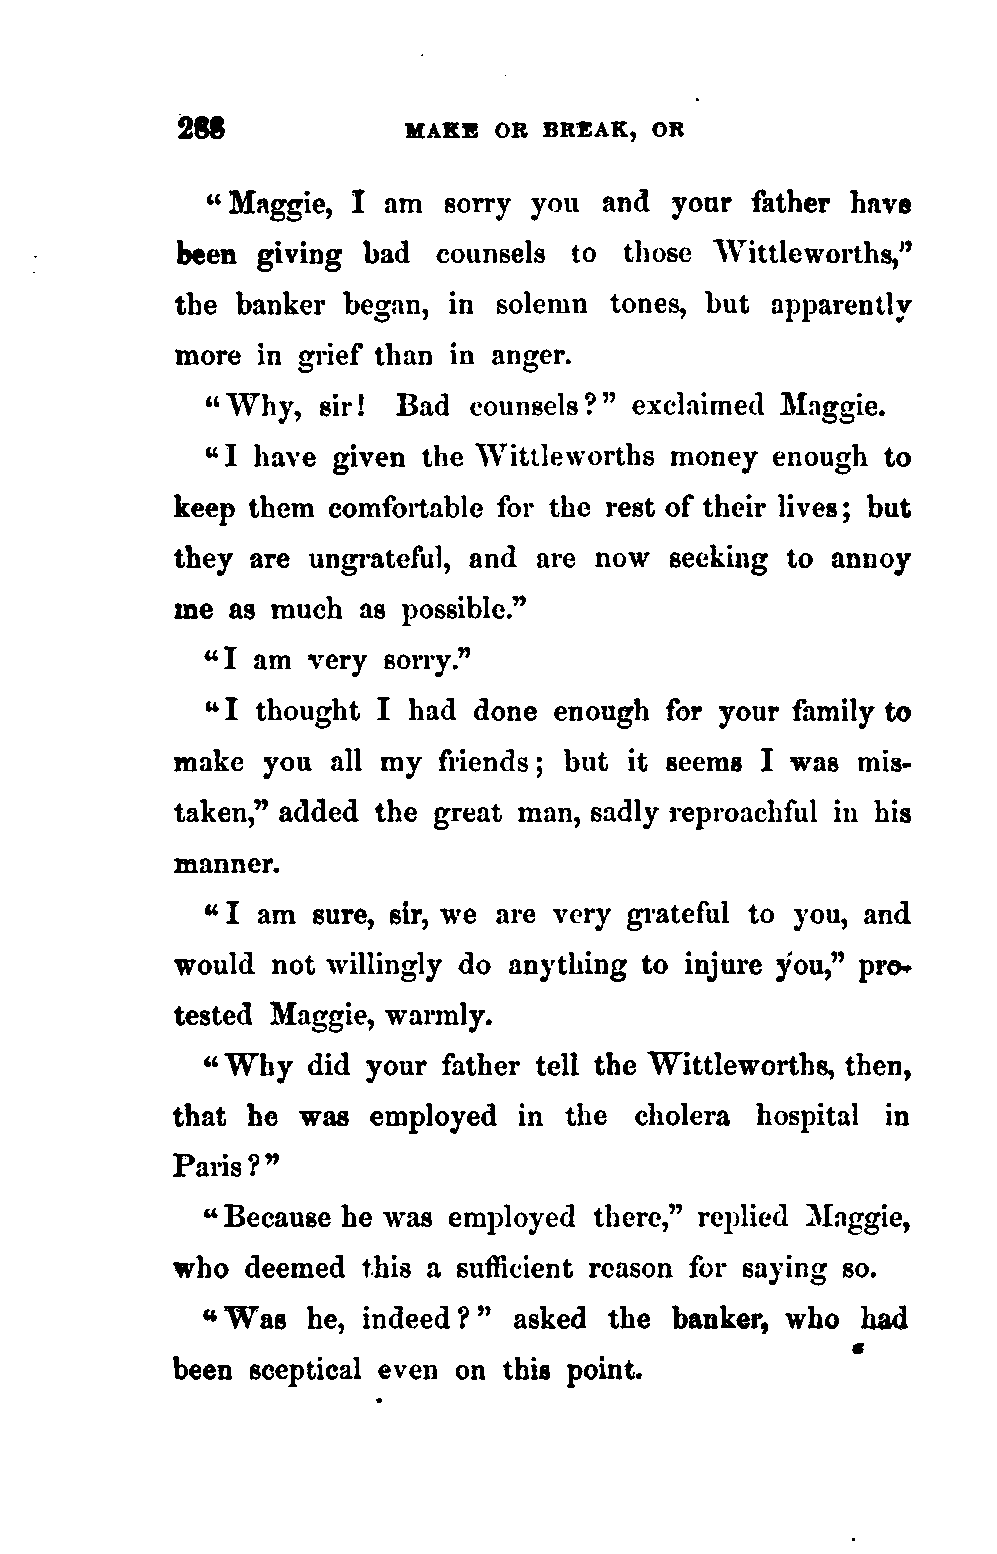 288 MAKE OR BREAK, OR
“Maggie, I am sorry you and your father have
been giving bad counsels to those Wittleworths,”
the banker began, in solemn tones, but apparently
more in grief than in anger.
“Why, sir! Bad counsels?” exclaimed Maggie.
“I have given the Wittleworths money enough to
keep them comfortable for the rest of their lives; but
they are ungrateful, and are now seeking to annoy
me as much as possible.”
“I am very sorry.”
“I thought I had done enough for your family to
make you all my friends; but it seems I was mis-
taken,” added the great man, sadly reproachful in his
manner.
“I am sure, sir, we are very grateful to you, and
would not willingly do anything to injure you,” pro-
tested Maggie, warmly.
“Why did your father tell the Wittleworths, then,
that he was employed in the cholera hospital in
Paris?”
“Because he was employed there,” replied Maggie,
who deemed this a sufficient reason for saying so.
“Was he, indeed?” asked the banker, who had
been sceptical even on this point.